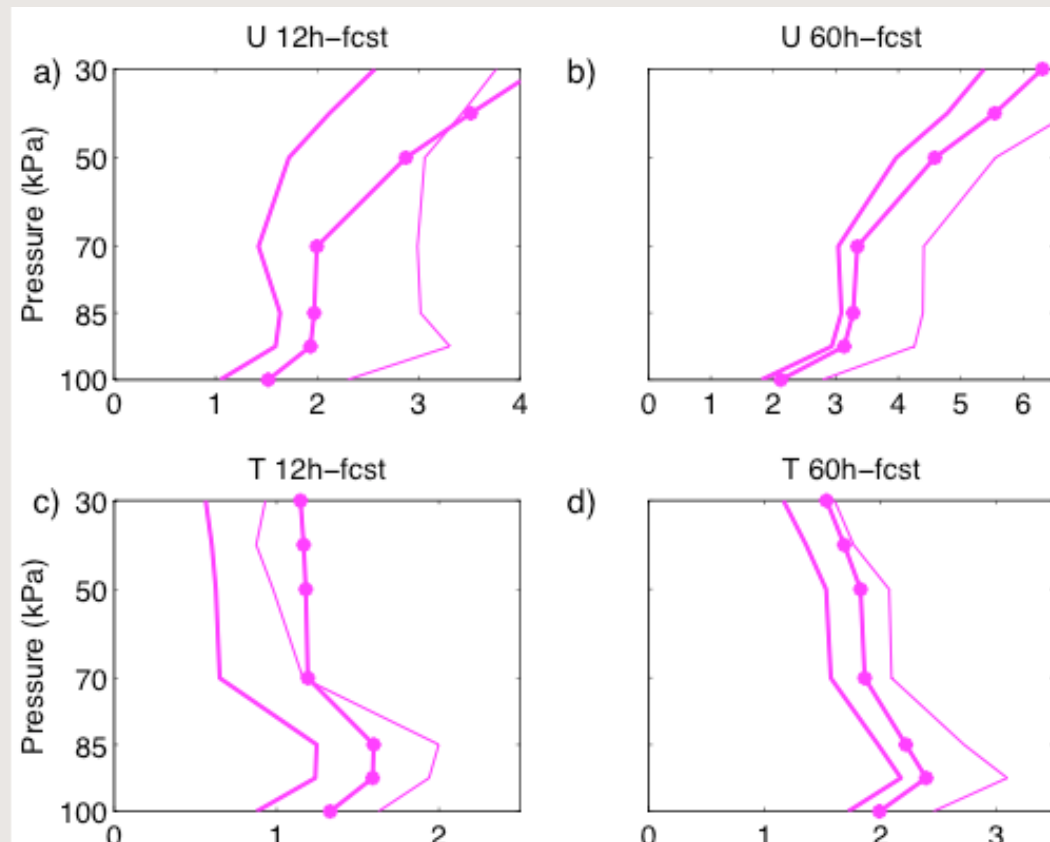 U 12h-fcst
U 60h-fcst
a)
b)
Pressure (kPa)
30
50
70
85
100
0 1 2 3 4
0 1 2 3 4 5 6
T 12h-fcst
T 60h-fcst
c)
d)
Pressure (kPa)
30
50
70
85
100
0 1 2
0 1 2 3